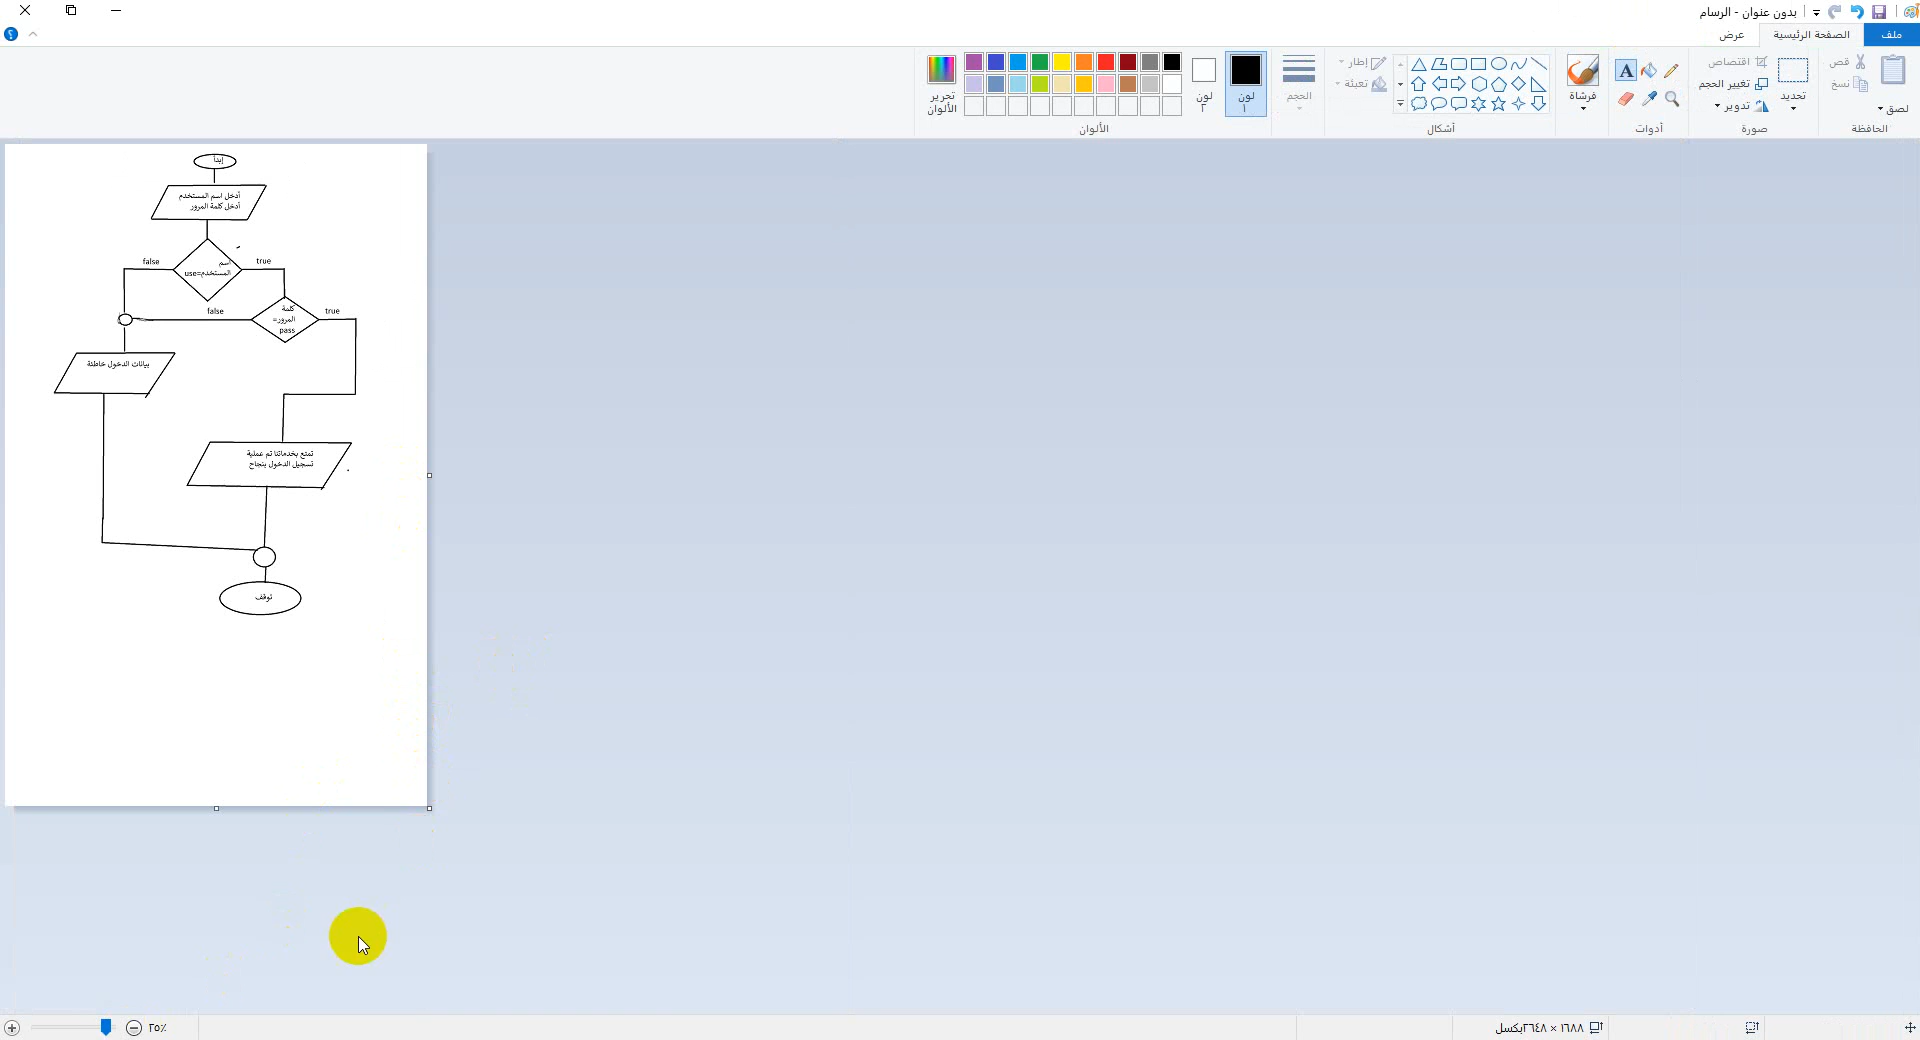 بدون عنوان - الرسام
ملف
الصفحة الرئيسية
عرض
لصق
قص
نسخ
الحافظة
تحديد
اقتصاص
تغيير الحجم
تدوير
صورة
أدوات
فرشاة
إطار
تعبئة
أشكال
الحجم
لون
١
لون
٢
تحرير
الألوان
الألوان
إبدأ
أدخل اسم المستخدم
أدخل كلمة المرور
اسم
المستخدم=use
false
true
كلمة
المرور=
pass
false
true
بيانات الدخول خاطئة
تمتع بخدماتنا تم عملية
تسجيل الدخول بنجاح
توقف
١٦٨٨ × ٢٦٤٨بكسل
٢٥٪